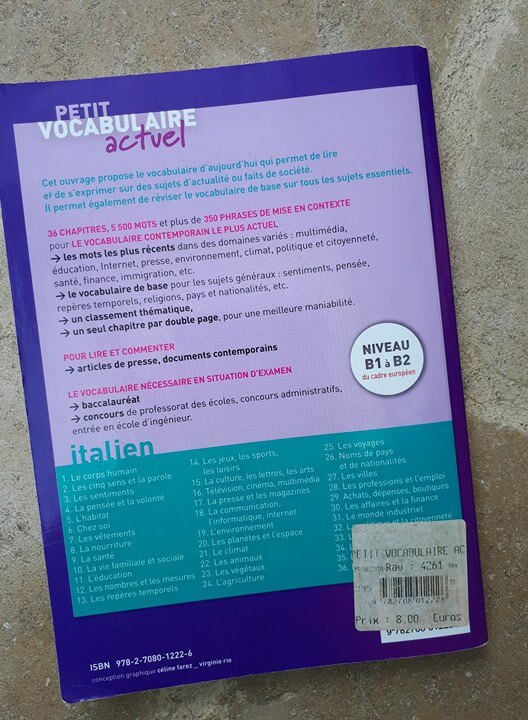 PETIT
VOCABULAIRE
actuel
Cet ouvrage propose le vocabulaire d'aujourd'hui qui permet de lire
et de s'exprimer sur des sujets d'actualité ou faits de société.
Il permet également de réviser le vocabulaire de base sur tous les sujets essentiels.
36 CHAPITRES, 5 500 MOTS et plus de 350 PHRASES DE MISE EN CONTEXTE
pour LE VOCABULAIRE CONTEMPORAIN LE PLUS ACTUEL
→ les mots les plus récents dans des domaines variés : multimédia,
éducation, Internet, presse, environnement, climat, politique et citoyenneté,
santé, finance, immigration, etc.
→ le vocabulaire de base pour les sujets généraux : sentiments, pensée,
repères temporels, religions, pays et nationalités, etc.
→ un classement thématique,
→ un seul chapitre par double page, pour une meilleure maniabilité.
POUR LIRE ET COMMENTER
→ articles de presse, documents contemporains
LE VOCABULAIRE NÉCESSAIRE EN SITUATION D'EXAMEN
→ baccalauréat
→ concours de professorat des écoles, concours administratifs,
entrée en école d'ingénieur.
NIVEAU
B1 à B2
du cadre européen
italien
1. Le corps humain
2. Les cinq sens et la parole
3. Les sentiments
4. La pensée et la volonté
5. L'habitat
6. Chez soi
7. Les vêtements
8. La nourriture
9. La santé
10. La vie familiale et sociale
11. L'éducation
12. Les nombres et les mesures
13. Les repères temporels
14. Les jeux, les sports,
les loisirs
15. La culture, les lettres, les arts
16. Télévision, cinéma, multimédia
17. La presse et les magazines
18. La communication,
l'informatique, internet
19. L'environnement
20. Les planètes et l'espace
21. Le climat
22. Les animaux
23. Les végétaux
24. L'agriculture
25. Les voyages
26. Noms de pays
et de nationalités
27. Les villes
28. Les professions et l'emploi
29. Achats, dépenses, boutiques
30. Les affaires et la finance
31. Le monde industriel
32. et la citoyenneté
33.
34.
35.
36.
PETIT VOCABULAIRE AC
Ray : 4261
9 782708 012226
Prix : 8.00 Euros
9 782708 01222
ISBN 978-2-7080-1222-6
conception graphique céline farez _ virginie rio